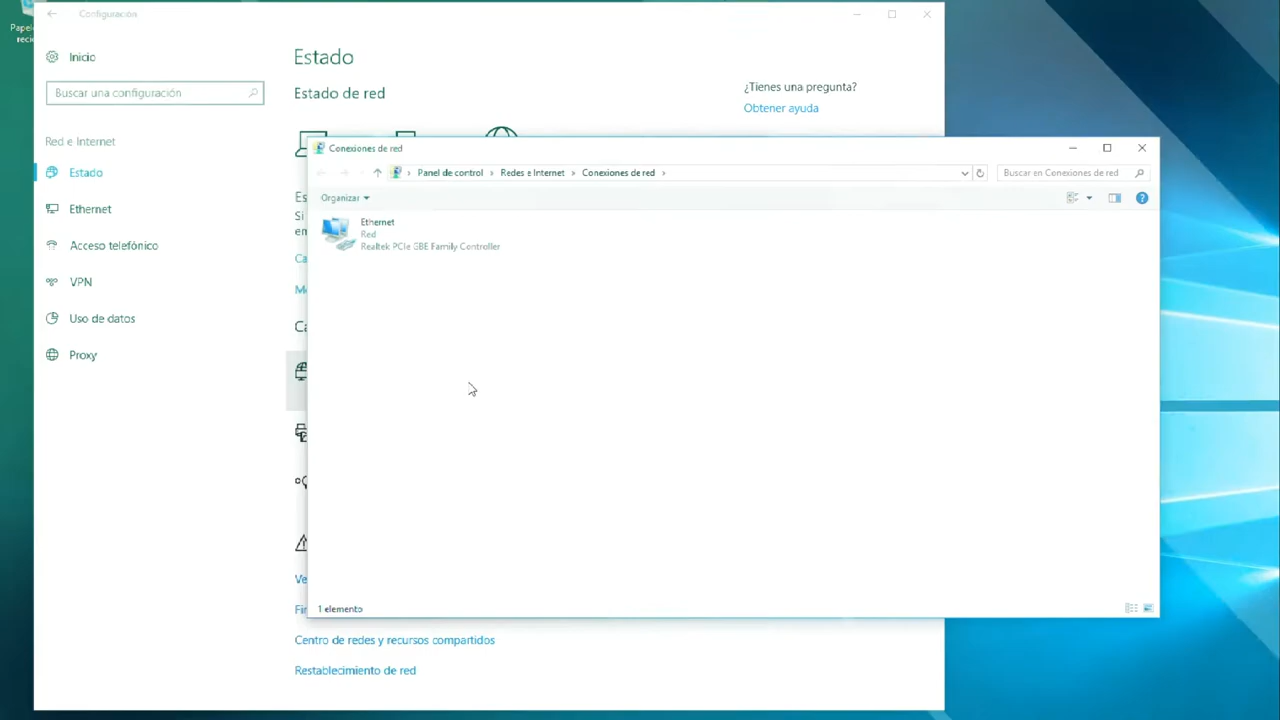 Configuración
Inicio
Buscar una configuración
Red e Internet
Estado
Ethernet
Acceso telefónico
VPN
Uso de datos
Proxy
Estado
Estado de red
¿Tienes una pregunta?
Obtener ayuda
Conexiones de red
Panel de control
Redes e Internet
Conexiones de red
Buscar en Conexiones de red
Organizar
Ethernet
Red
Realtek PCIe GBE Family Controller
1 elemento
Centro de redes y recursos compartidos
Restablecimiento de red